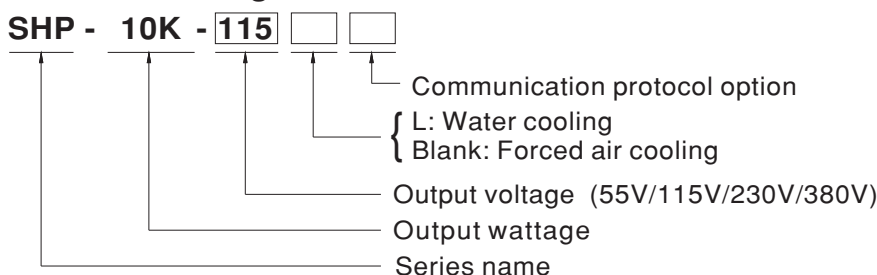 SHP - 10K - 115
Communication protocol option
L: Water cooling
Blank: Forced air cooling
Output voltage (55V/115V/230V/380V)
Output wattage
Series name